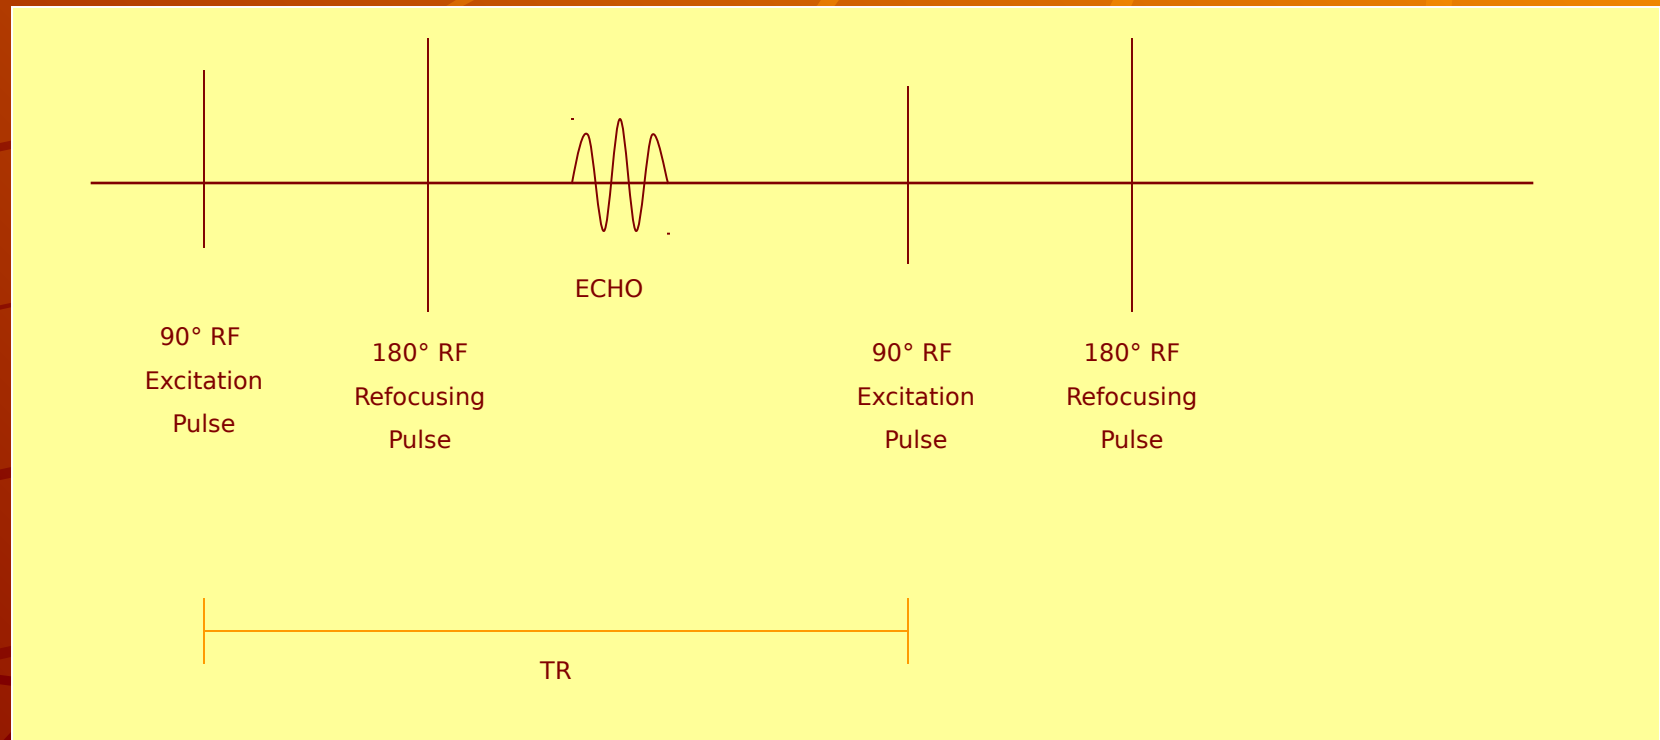 ECHO
90° RF
Excitation
Pulse
180° RF
Refocusing
Pulse
90° RF
Excitation
Pulse
180° RF
Refocusing
Pulse
TR